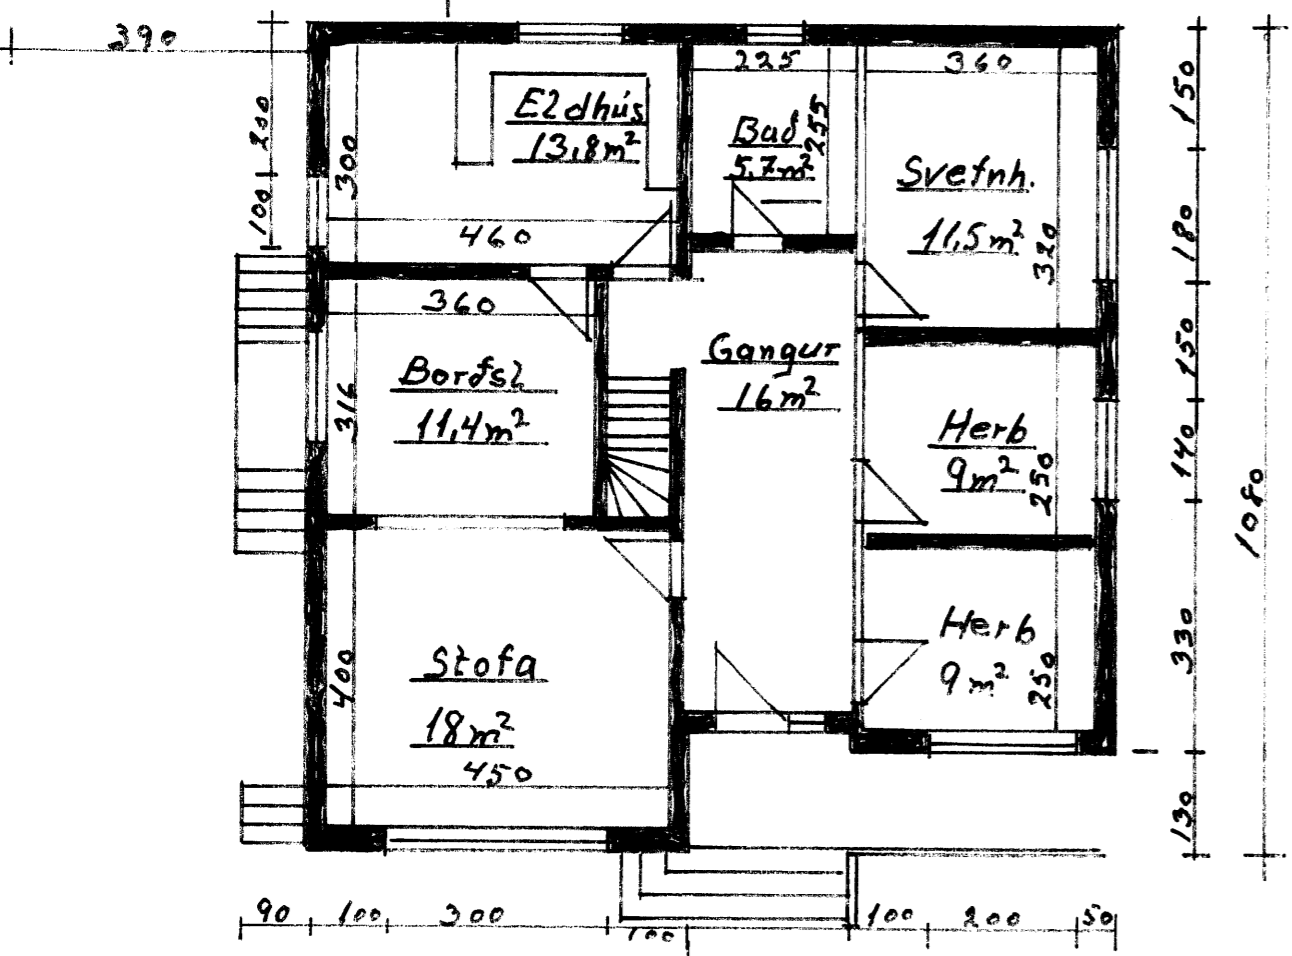 390
200
100
300
460
Eldhús
13,8m²
225
255
Bað
5,7m²
360
Svefnh.
11,5m²
320
150
180
150
140
330
130
1080
360
316
Borðst
11,4m²
Gangur
16m²
Herb
9m²
250
Herb
9m²
250
Stofa
18m²
400
450
90
100
300
100
100
200
50